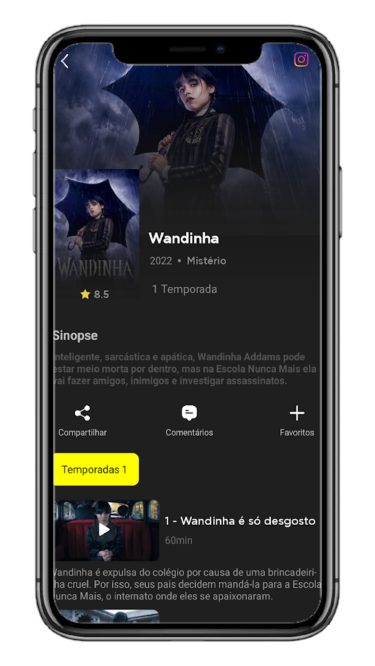 WANDINHA
Wandinha
2022 • Mistério
1 Temporada
8.5
Sinopse
Inteligente, sarcástica e apática, Wandinha Addams pode
estar meio morta por dentro, mas na Escola Nunca Mais ela
vai fazer amigos, inimigos e investigar assassinatos.
Compartilhar
Comentários
Favoritos
Temporadas 1
1 - Wandinha é só desgosto
60min
Wandinha é expulsa do colégio por causa de uma brincadeiri-
nha cruel. Por isso, seus pais decidem mandá-la para a Escola
Nunca Mais, o internato onde eles se apaixonaram.